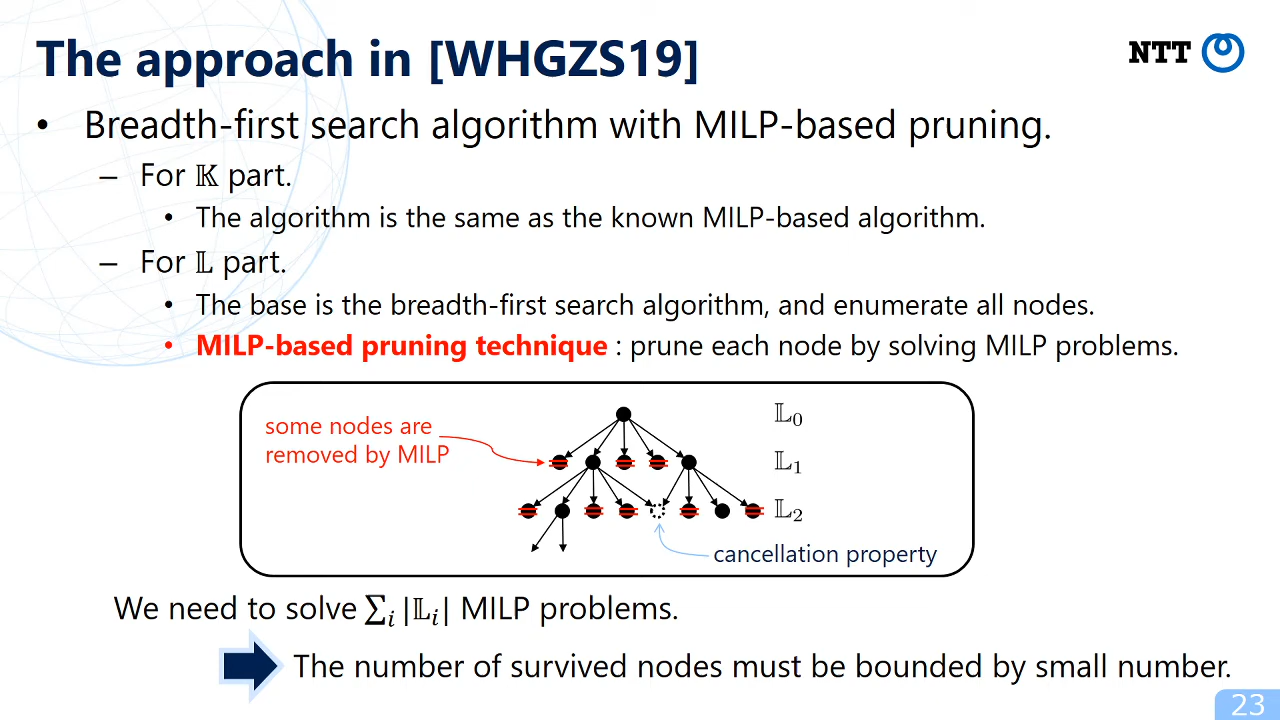 The approach in [WHGZS19]
NTT
• Breadth-first search algorithm with MILP-based pruning.
– For 𝕂 part.
• The algorithm is the same as the known MILP-based algorithm.
– For 𝕃 part.
• The base is the breadth-first search algorithm, and enumerate all nodes.
• MILP-based pruning technique : prune each node by solving MILP problems.
some nodes are
removed by MILP
𝕃₀
𝕃₁
𝕃₂
cancellation property
We need to solve ∑ᵢ |𝕃ᵢ| MILP problems.
The number of survived nodes must be bounded by small number.
23